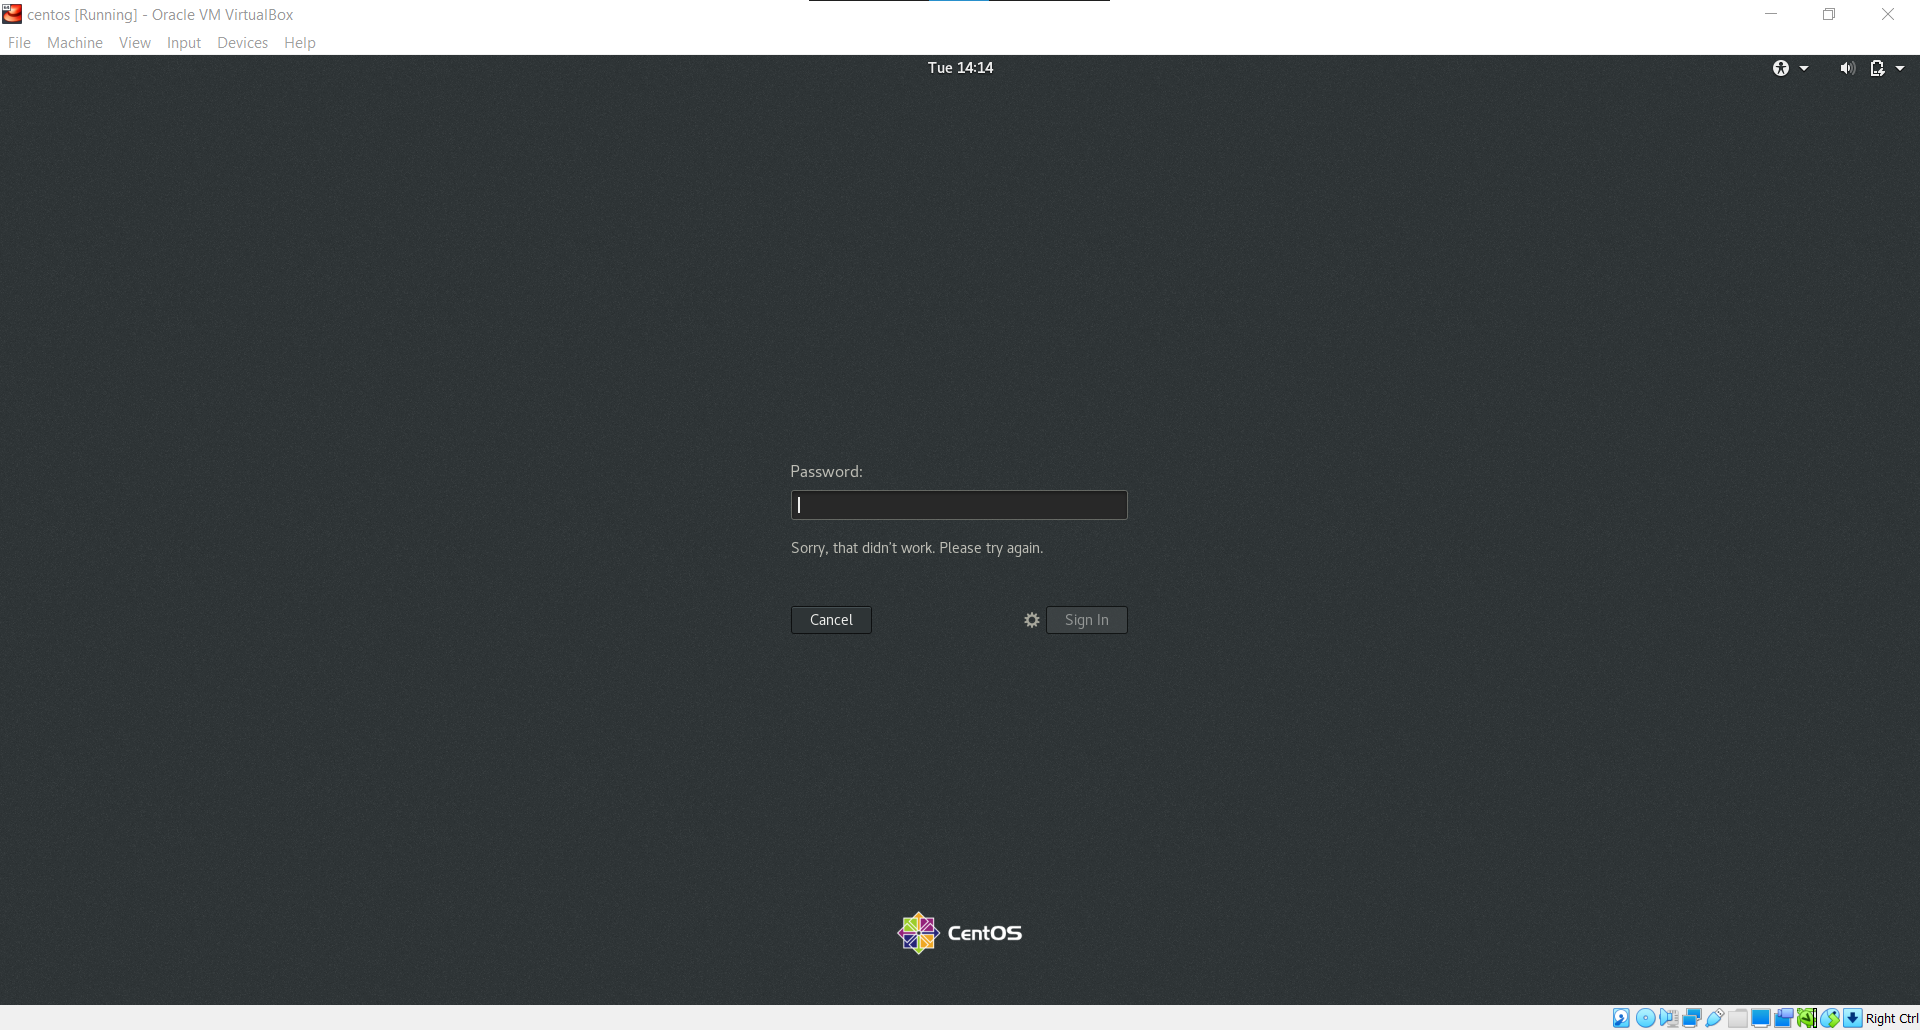 centos [Running] - Oracle VM VirtualBox
File Machine View Input Devices Help
Tue 14:14
Password:
Sorry, that didn't work. Please try again.
Cancel Sign In
CentOS
Right Ctrl